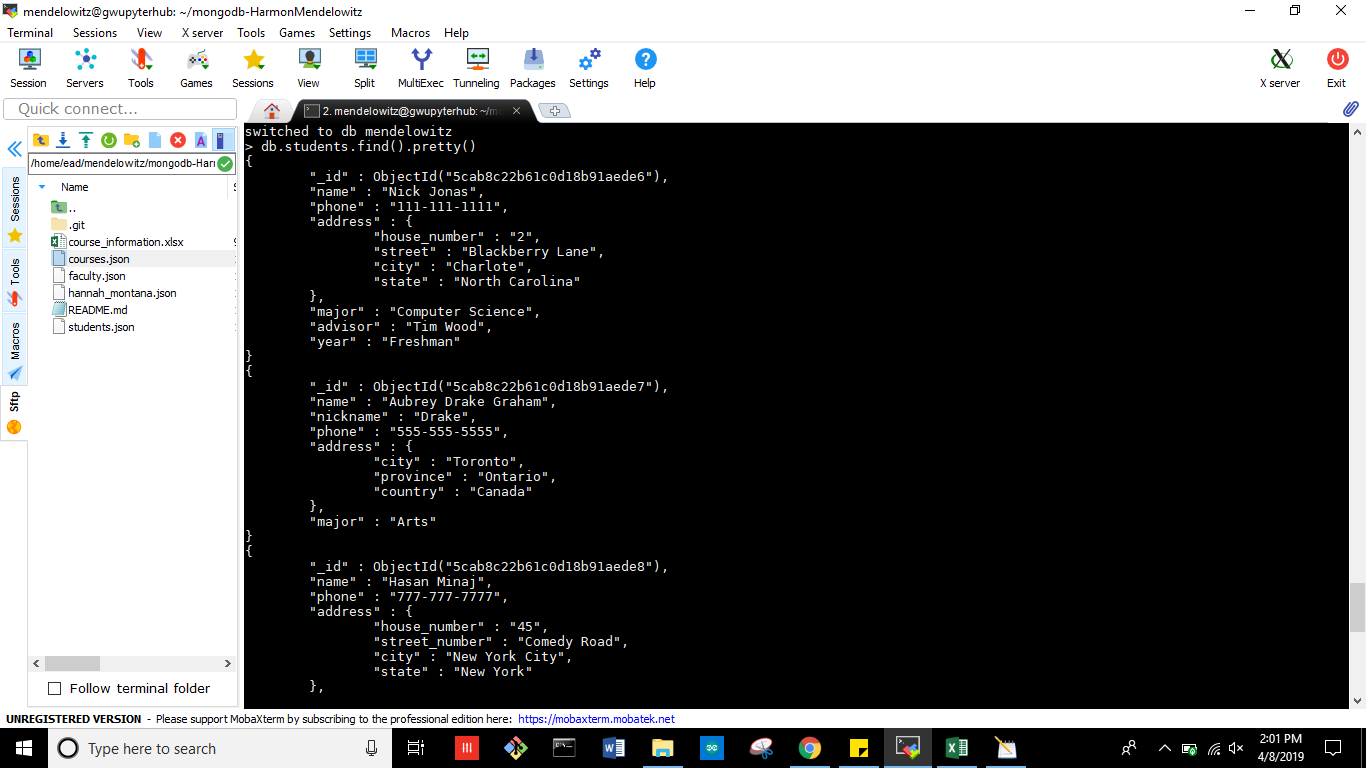 mendelowitz@gwupyterhub: ~/mongodb-HarmonMendelowitz
Terminal Sessions View X server Tools Games Settings Macros Help
Session Servers Tools Games Sessions View Split MultiExec Tunneling Packages Settings Help X server Exit
Quick connect...
2. mendelowitz@gwupyterhub: ~/m
/home/ead/mendelowitz/mongodb-Harr
Name
..
.git
course_information.xlsx
courses.json
faculty.json
hannah_montana.json
README.md
students.json
Sessions
Tools
Macros
Sftp
Follow terminal folder
switched to db mendelowitz
> db.students.find().pretty()
{
"_id" : ObjectId("5cab8c22b61c0d18b91aede6"),
"name" : "Nick Jonas",
"phone" : "111-111-1111",
"address" : {
"house_number" : "2",
"street" : "Blackberry Lane",
"city" : "Charlote",
"state" : "North Carolina"
},
"major" : "Computer Science",
"advisor" : "Tim Wood",
"year" : "Freshman"
}
{
"_id" : ObjectId("5cab8c22b61c0d18b91aede7"),
"name" : "Aubrey Drake Graham",
"nickname" : "Drake",
"phone" : "555-555-5555",
"address" : {
"city" : "Toronto",
"province" : "Ontario",
"country" : "Canada"
},
"major" : "Arts"
}
{
"_id" : ObjectId("5cab8c22b61c0d18b91aede8"),
"name" : "Hasan Minaj",
"phone" : "777-777-7777",
"address" : {
"house_number" : "45",
"street_number" : "Comedy Road",
"city" : "New York City",
"state" : "New York"
},
UNREGISTERED VERSION - Please support MobaXterm by subscribing to the professional edition here: https://mobaxterm.mobatek.net
Type here to search
2:01 PM
4/8/2019